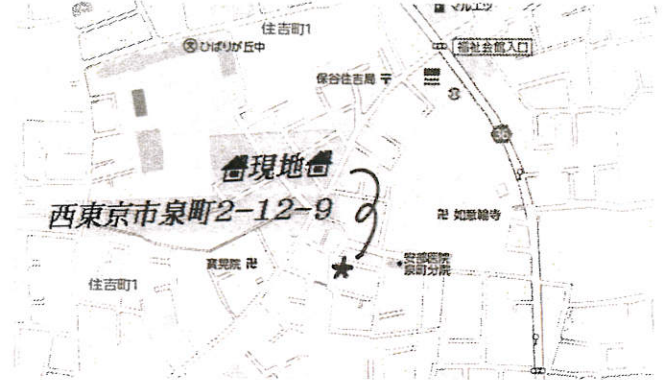 マルエツ
住吉町1
ひばりが丘中
福祉会館入口
保谷住吉局
36
現地
西東京市泉町2-12-9
如意輪寺
宝晃院
安部医院
泉町分院
住吉町1